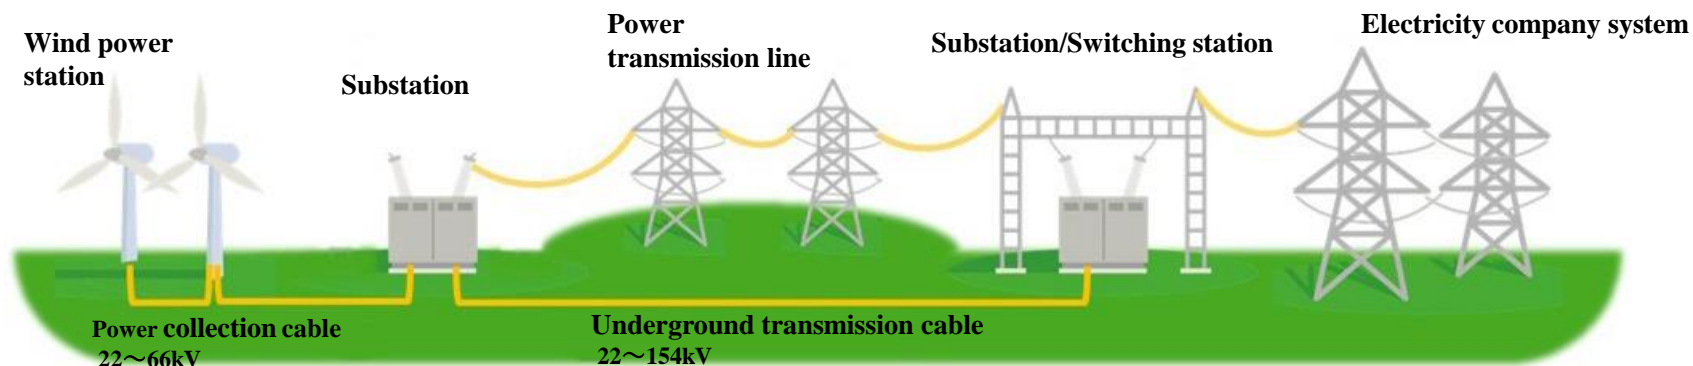 Wind power
station
Substation
Power
transmission line
Substation/Switching station
Electricity company system
Power collection cable
22～66kV
Underground transmission cable
22～154kV